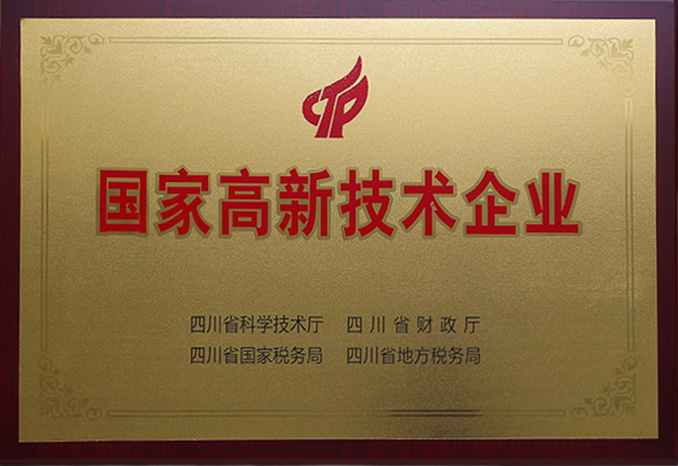 国家高新技术企业
四川省科学技术厅 四川省财政厅
四川省国家税务局 四川省地方税务局